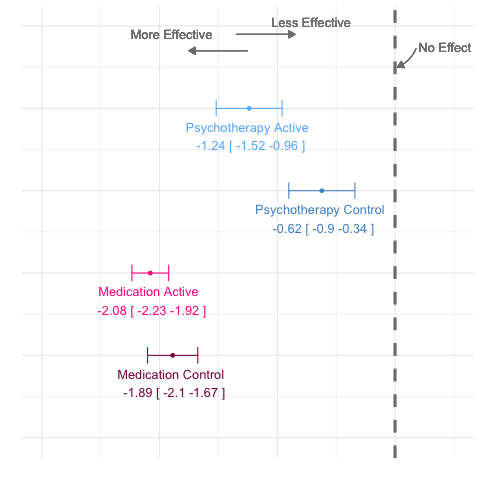 Less Effective
More Effective
No Effect
Psychotherapy Active
-1.24 [ -1.52 -0.96 ]
Psychotherapy Control
-0.62 [ -0.9 -0.34 ]
Medication Active
-2.08 [ -2.23 -1.92 ]
Medication Control
-1.89 [ -2.1 -1.67 ]